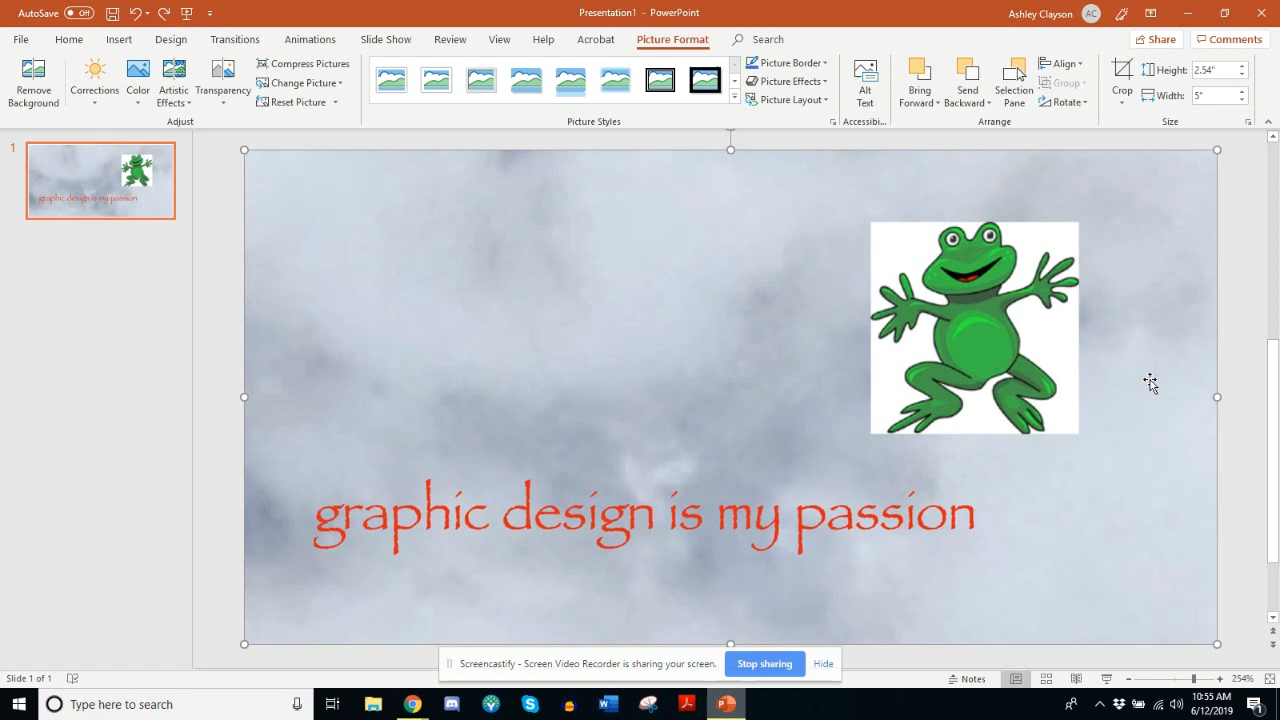 AutoSave Off Presentation1 - PowerPoint Ashley Clayson AC
File Home Insert Design Transitions Animations Slide Show Review View Help Acrobat Picture Format Search Share Comments
Remove Background
Corrections
Color
Artistic Effects
Transparency
Compress Pictures
Change Picture
Reset Picture
Adjust
Picture Border
Picture Effects
Picture Layout
Picture Styles
Alt Text
Accessibi...
Bring Forward
Send Backward
Selection Pane
Align
Group
Rotate
Arrange
Crop
Height: 2.54"
Width: 5"
Size
1
graphic design is my passion
graphic design is my passion
Screencastify - Screen Video Recorder is sharing your screen. Stop sharing Hide
Slide 1 of 1 Notes 254%
Type here to search
10:55 AM
6/12/2019
1